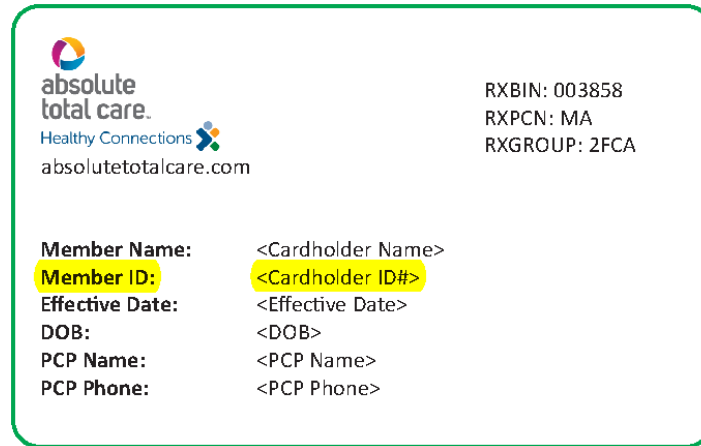 absolute
total care.
Healthy Connections
absolutetotalcare.com
RXBIN: 003858
RXPCN: MA
RXGROUP: 2FCA
Member Name: <Cardholder Name>
Member ID: <Cardholder ID#>
Effective Date: <Effective Date>
DOB: <DOB>
PCP Name: <PCP Name>
PCP Phone: <PCP Phone>